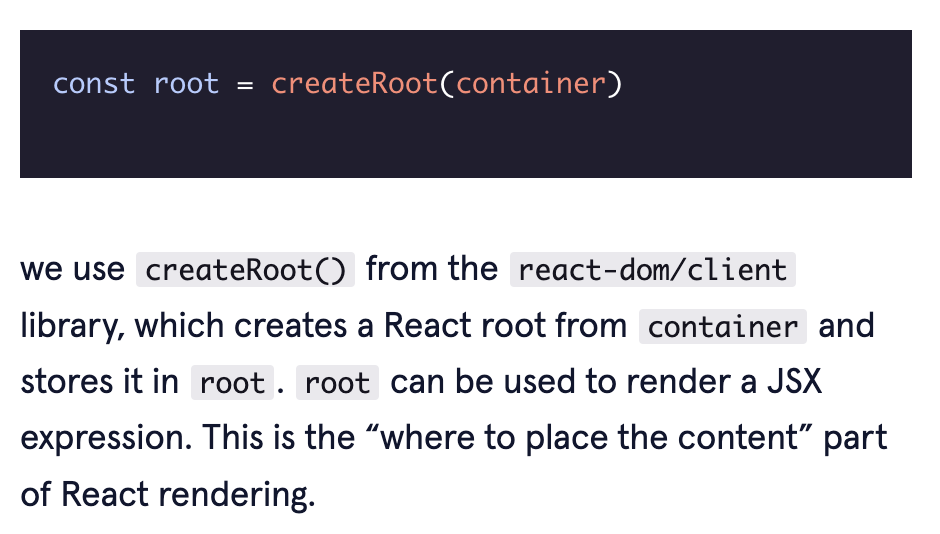 const root = createRoot(container)
we use createRoot() from the react-dom/client
library, which creates a React root from container and
stores it in root. root can be used to render a JSX
expression. This is the “where to place the content” part
of React rendering.